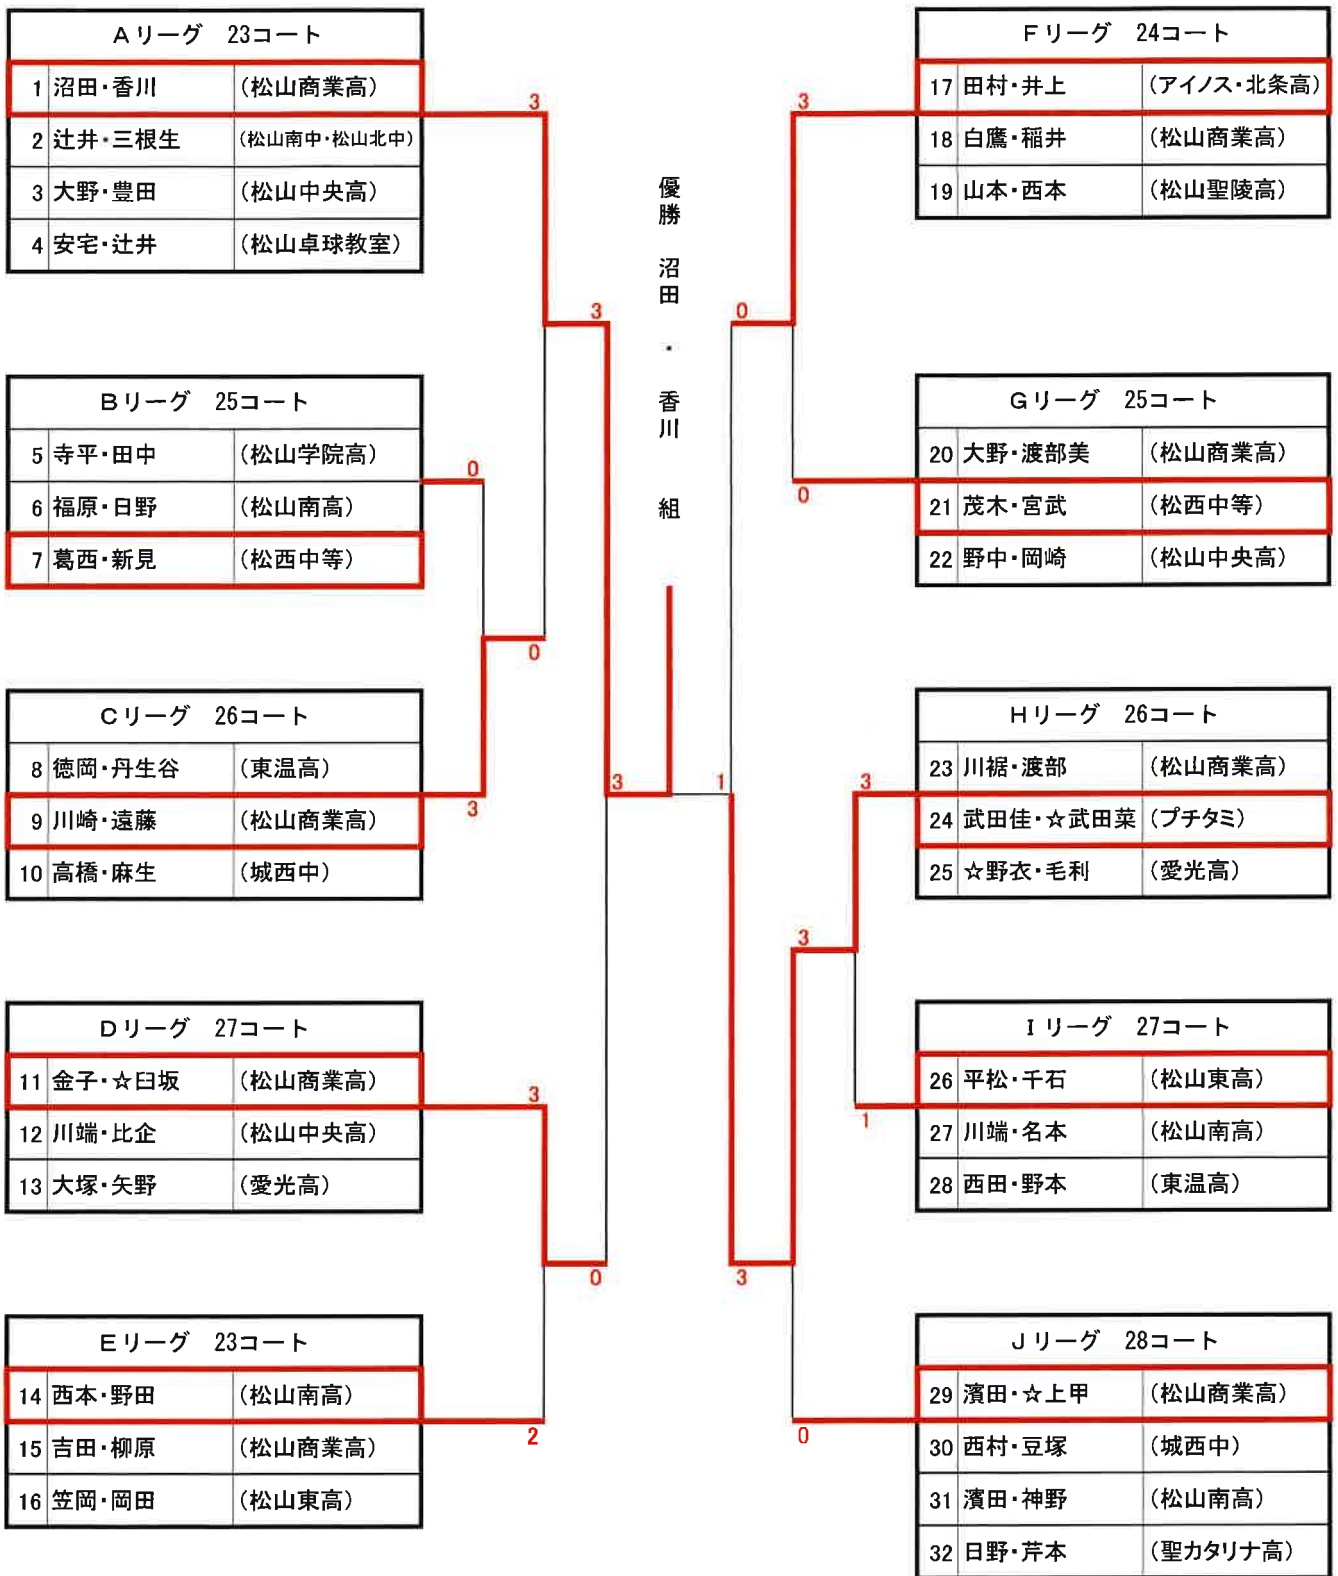 Aリーグ 23コート
1 沼田・香川 (松山商業高)
2 辻井・三根生 (松山南中・松山北中)
3 大野・豊田 (松山中央高)
4 安宅・辻井 (松山卓球教室)
Bリーグ 25コート
5 寺平・田中 (松山学院高)
6 福原・日野 (松山南高)
7 葛西・新見 (松西中等)
Cリーグ 26コート
8 徳岡・丹生谷 (東温高)
9 川崎・遠藤 (松山商業高)
10 高橋・麻生 (城西中)
Dリーグ 27コート
11 金子・☆臼坂 (松山商業高)
12 川端・比企 (松山中央高)
13 大塚・矢野 (愛光高)
Eリーグ 23コート
14 西本・野田 (松山南高)
15 吉田・柳原 (松山商業高)
16 笠岡・岡田 (松山東高)
3
0
3
3
2
3
0
0
3
優勝 沼田・香川 組
1
0
3
3
0
3
0
3
1
Fリーグ 24コート
17 田村・井上 (アイノス・北条高)
18 白鷹・稲井 (松山商業高)
19 山本・西本 (松山聖陵高)
Gリーグ 25コート
20 大野・渡部美 (松山商業高)
21 茂木・宮武 (松西中等)
22 野中・岡崎 (松山中央高)
Hリーグ 26コート
23 川裾・渡部 (松山商業高)
24 武田佳・☆武田菜 (プチタミ)
25 ☆野衣・毛利 (愛光高)
Iリーグ 27コート
26 平松・千石 (松山東高)
27 川端・名本 (松山南高)
28 西田・野本 (東温高)
Jリーグ 28コート
29 濱田・☆上甲 (松山商業高)
30 西村・豆塚 (城西中)
31 濱田・神野 (松山南高)
32 日野・芹本 (聖カタリナ高)